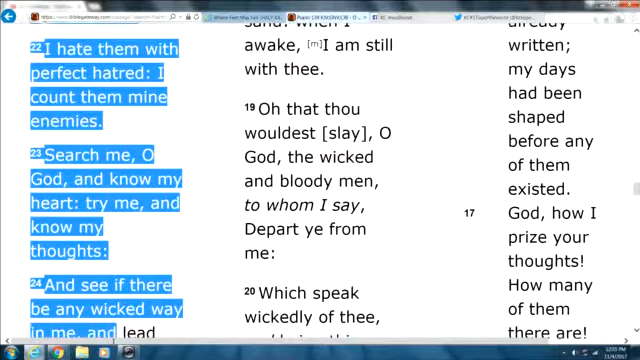 22 I hate them with
perfect hatred: I
count them mine
enemies.
23 Search me, O
God, and know my
heart: try me, and
know my
thoughts:
24 And see if there
be any wicked way
in me, and lead
awake, [m]I am still
with thee.
19 Oh that thou
wouldest [slay], O
God, the wicked
and bloody men,
to whom I say,
Depart ye from
me:
20 Which speak
wickedly of thee,
already
written;
my days
had been
shaped
before any
of them
existed.
17 God, how I
prize your
thoughts!
How many
of them
there are!
12:55 PM
11/4/2017